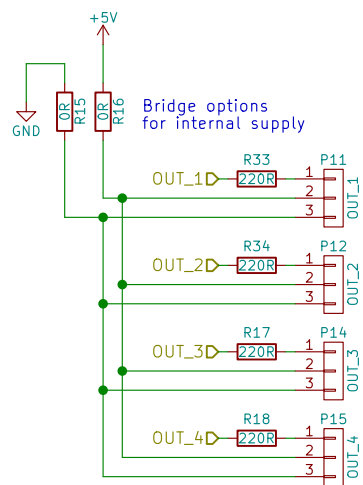 +5V
0R
R15
0R
R16
GND
Bridge options
for internal supply
R33
P11
OUT_1
220R
1
2
3
OUT_1
R34
P12
OUT_2
220R
1
2
3
OUT_2
R17
P14
OUT_3
220R
1
2
3
OUT_3
R18
P15
OUT_4
220R
1
2
3
OUT_4